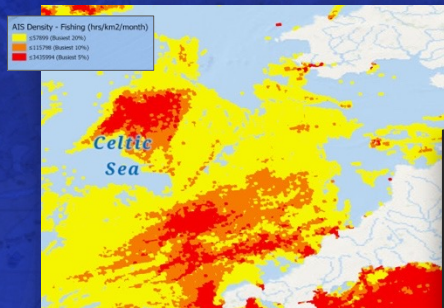 AIS Density - Fishing (hrs/km2/month)
≤57899 (Busiest 20%)
≤115798 (Busiest 10%)
≤3435994 (Busiest 5%)
Celtic
Sea